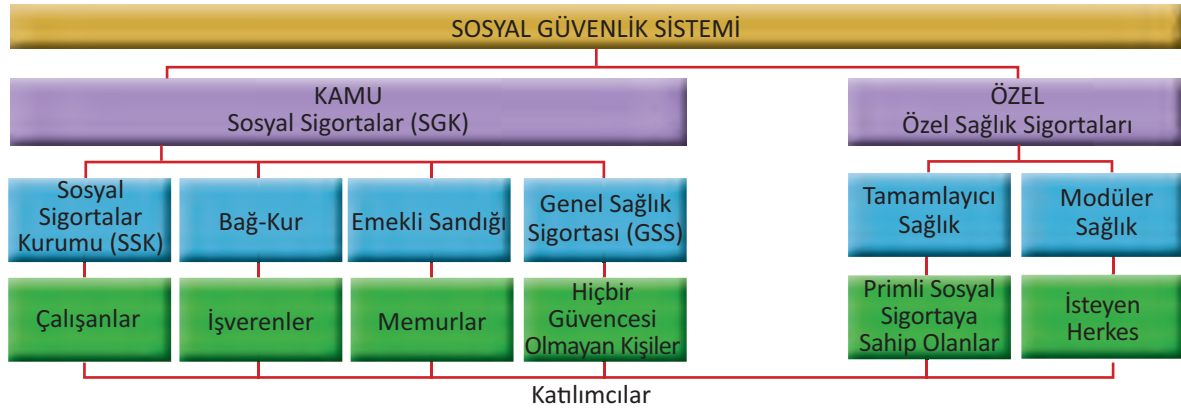 SOSYAL GÜVENLİK SİSTEMİ
KAMU
Sosyal Sigortalar (SGK)
ÖZEL
Özel Sağlık Sigortaları
Sosyal
Sigortalar
Kurumu (SSK)
Bağ-Kur
Emekli Sandığı
Genel Sağlık
Sigortası (GSS)
Tamamlayıcı
Sağlık
Modüler
Sağlık
Çalışanlar
İşverenler
Memurlar
Hiçbir
Güvencesi
Olmayan Kişiler
Primli Sosyal
Sigortaya
Sahip Olanlar
İsteyen
Herkes
Katılımcılar